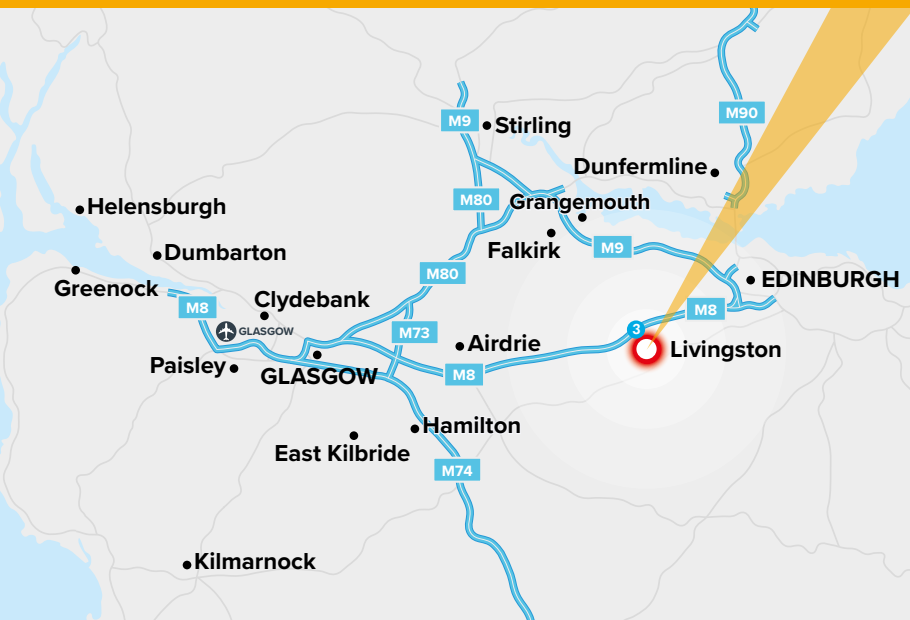 M90
M9
Stirling
Dunfermline
M80
Grangemouth
Helensburgh
Falkirk
M9
Dumbarton
M80
EDINBURGH
Greenock
Clydebank
M8
M8
GLASGOW
M73
3
Airdrie
Livingston
Paisley
GLASGOW
M8
Hamilton
East Kilbride
M74
Kilmarnock